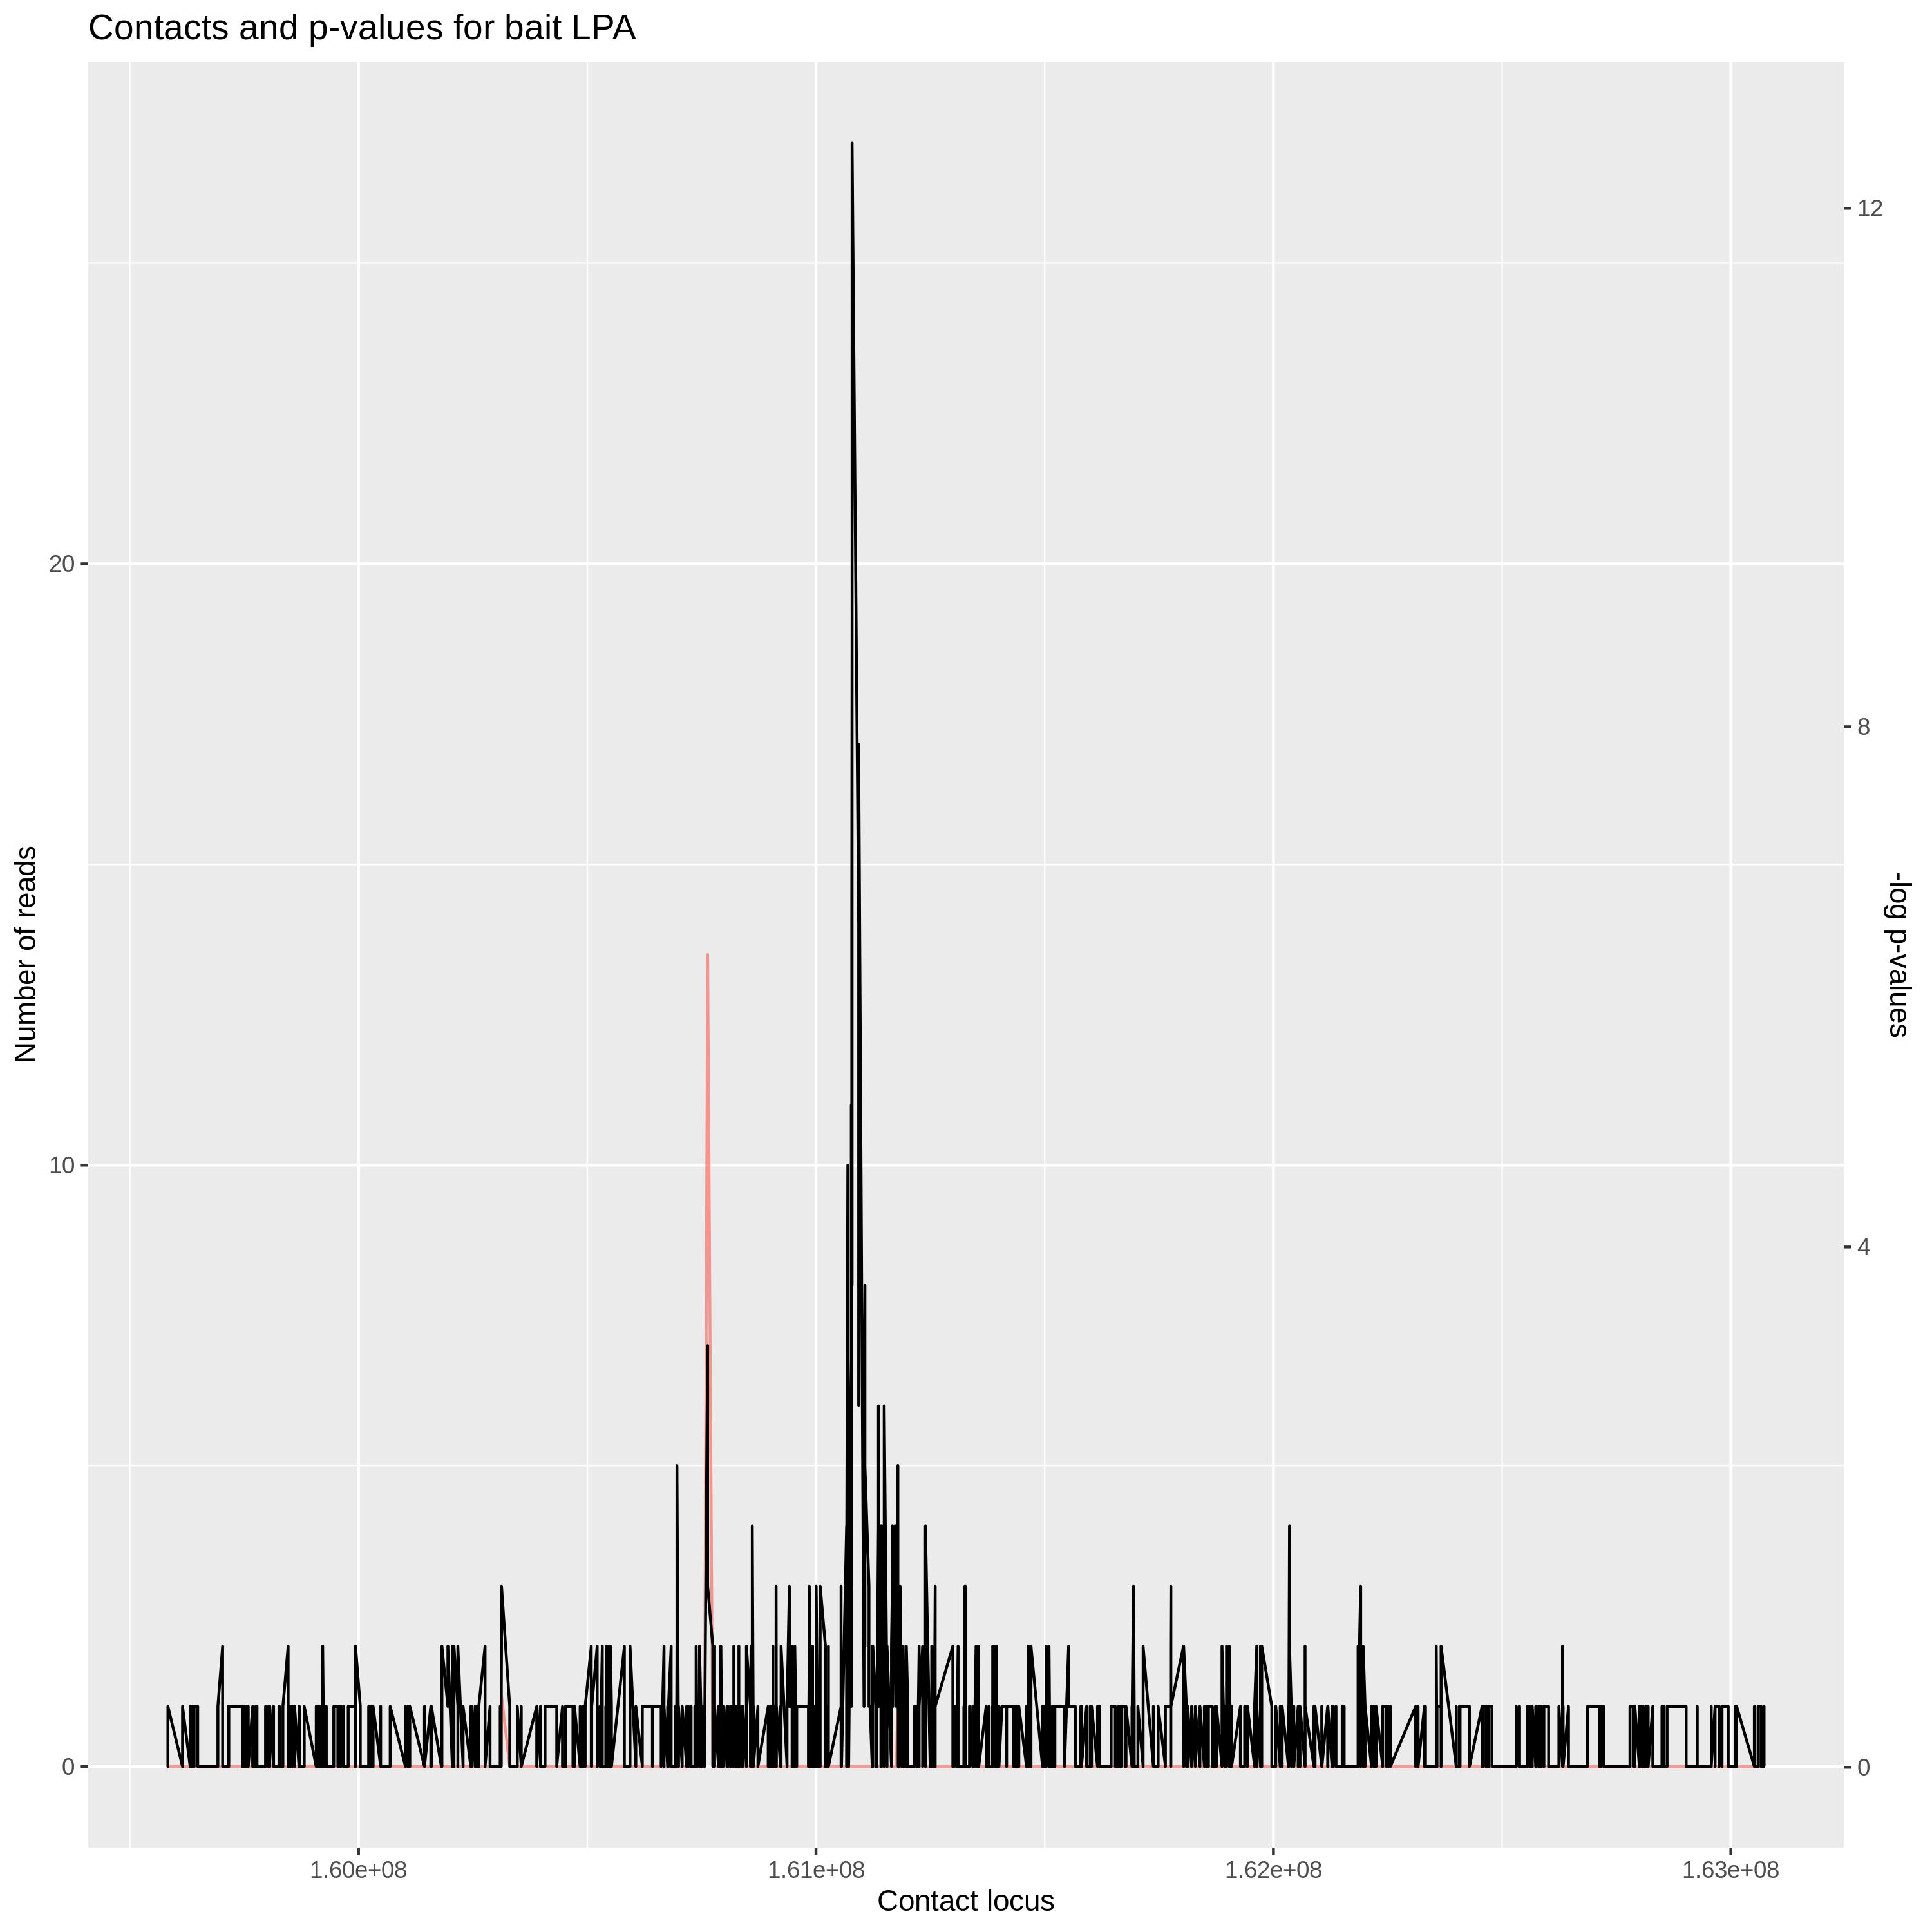 Contacts and p-values for bait LPA
12
20
8
Number of reads
-log p-values
10
4
0
0
1.60e+08
1.61e+08
1.62e+08
1.63e+08
Contact locus